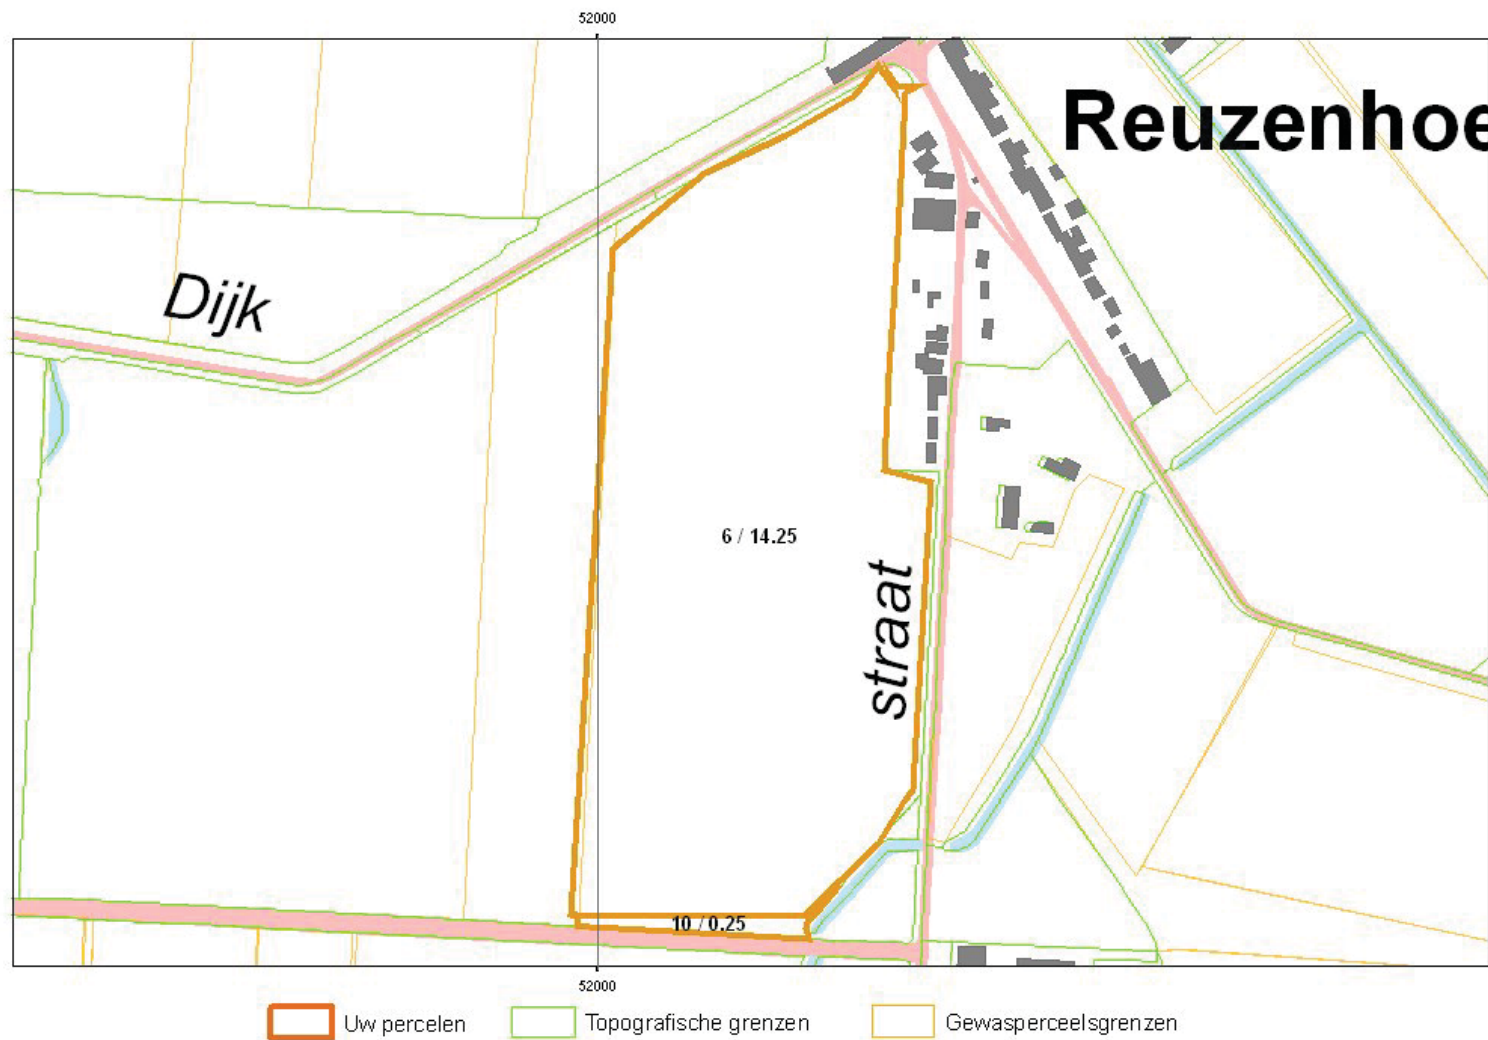 52000
Reuzenhoe
Dijk
6 / 14.25
straat
10 / 0.25
52000
Uw percelen
Topografische grenzen
Gewasperceelsgrenzen